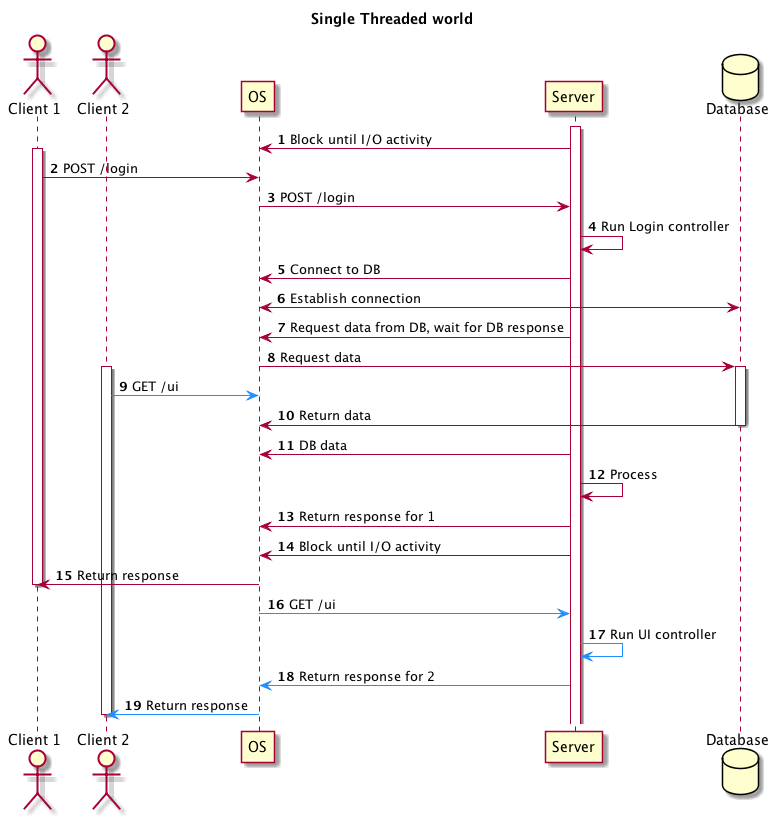 Single Threaded world
Client 1
Client 2
OS
Server
Database
1 Block until I/O activity
2 POST /login
3 POST /login
4 Run Login controller
5 Connect to DB
6 Establish connection
7 Request data from DB, wait for DB response
8 Request data
9 GET /ui
10 Return data
11 DB data
12 Process
13 Return response for 1
14 Block until I/O activity
15 Return response
16 GET /ui
17 Run UI controller
18 Return response for 2
19 Return response
Client 1
Client 2
OS
Server
Database